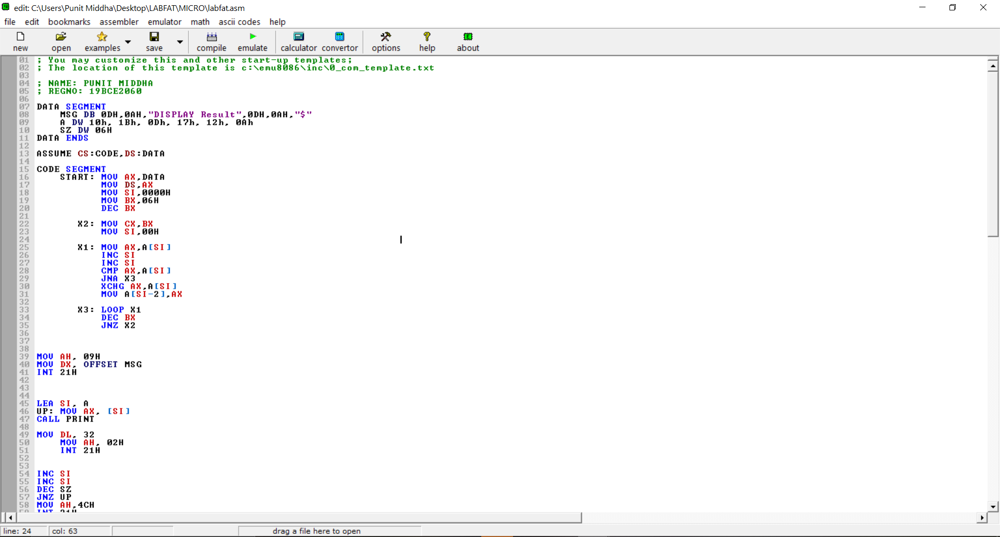 edit: C:\Users\Punit Middha\Desktop\LABFAT\MICRO\labfat.asm
file edit bookmarks assembler emulator math ascii codes help
new open examples save compile emulate calculator convertor options help about
01 ; You may customize this and other start-up templates;
02 ; The location of this template is c:\emu8086\inc\0_com_template.txt
03
04 ; NAME: PUNIT MIDDHA
05 ; REGNO: 19BCE2060
06
07 DATA SEGMENT
08 MSG DB 0DH,0AH,"DISPLAY Result",0DH,0AH,"$"
09 A DW 10h, 1Bh, 0Dh, 17h, 12h, 0Ah
10 SZ DW 06H
11 DATA ENDS
12
13 ASSUME CS:CODE,DS:DATA
14
15 CODE SEGMENT
16 START: MOV AX,DATA
17 MOV DS,AX
18 MOV SI,0000H
19 MOV BX,06H
20 DEC BX
21
22 X2: MOV CX,BX
23 MOV SI,00H
24
25 X1: MOV AX,A[SI]
26 INC SI
27 INC SI
28 CMP AX,A[SI]
29 JNA X3
30 XCHG AX,A[SI]
31 MOV A[SI-2],AX
32
33 X3: LOOP X1
34 DEC BX
35 JNZ X2
36
37
38
39 MOV AH, 09H
40 MOV DX, OFFSET MSG
41 INT 21H
42
43
44
45 LEA SI, A
46 UP: MOV AX, [SI]
47 CALL PRINT
48
49 MOV DL, 32
50 MOV AH, 02H
51 INT 21H
52
53
54 INC SI
55 INC SI
56 DEC SZ
57 JNZ UP
58 MOV AH,4CH
59 INT 21H
line: 24 col: 63 drag a file here to open